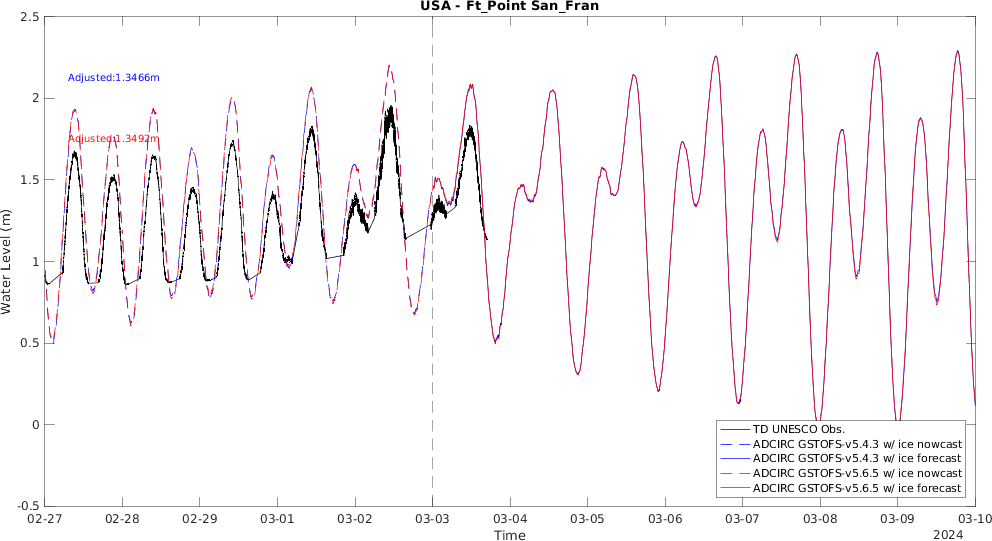 USA - Ft_Point San_Fran
2.5
Adjusted:1.3466m
2
Adjusted:1.3492m
1.5
Water Level (m)
1
0.5
0
-0.5
TD UNESCO Obs.
ADCIRC GSTOFS-v5.4.3 w/ ice nowcast
ADCIRC GSTOFS-v5.4.3 w/ ice forecast
ADCIRC GSTOFS-v5.6.5 w/ ice nowcast
ADCIRC GSTOFS-v5.6.5 w/ ice forecast
02-27 02-28 02-29 03-01 03-02 03-03 03-04 03-05 03-06 03-07 03-08 03-09 03-10
Time
2024